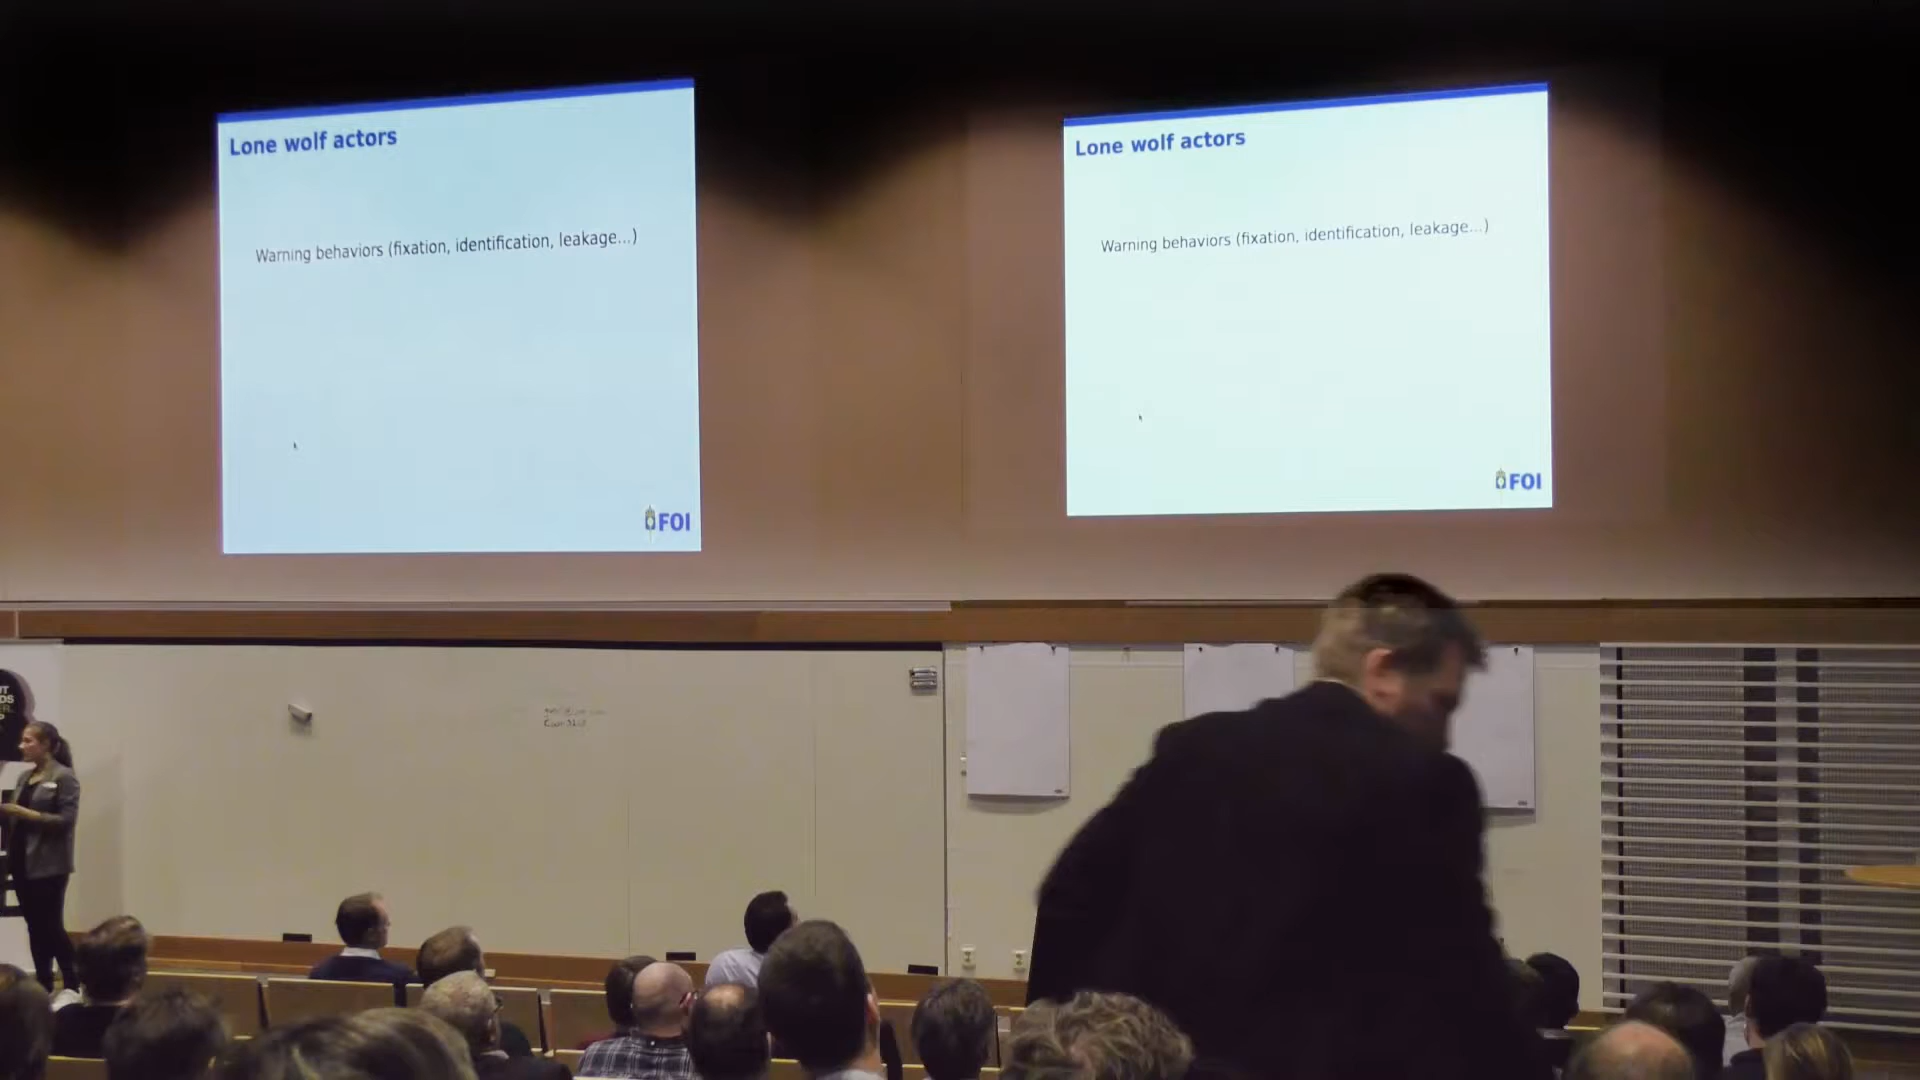 Lone wolf actors
Warning behaviors (fixation, identification, leakage...)
FOI
Lone wolf actors
Warning behaviors (fixation, identification, leakage...)
FOI